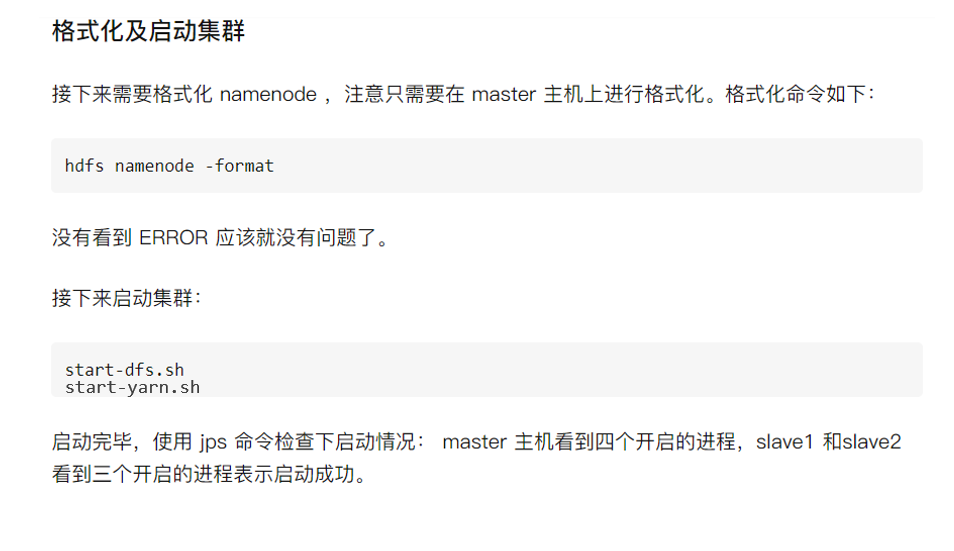 格式化及启动集群
接下来需要格式化 namenode ，注意只需要在 master 主机上进行格式化。格式化命令如下：
hdfs namenode -format
没有看到 ERROR 应该就没有问题了。
接下来启动集群：
start-dfs.sh
start-yarn.sh
启动完毕，使用 jps 命令检查下启动情况： master 主机看到四个开启的进程，slave1 和slave2
看到三个开启的进程表示启动成功。